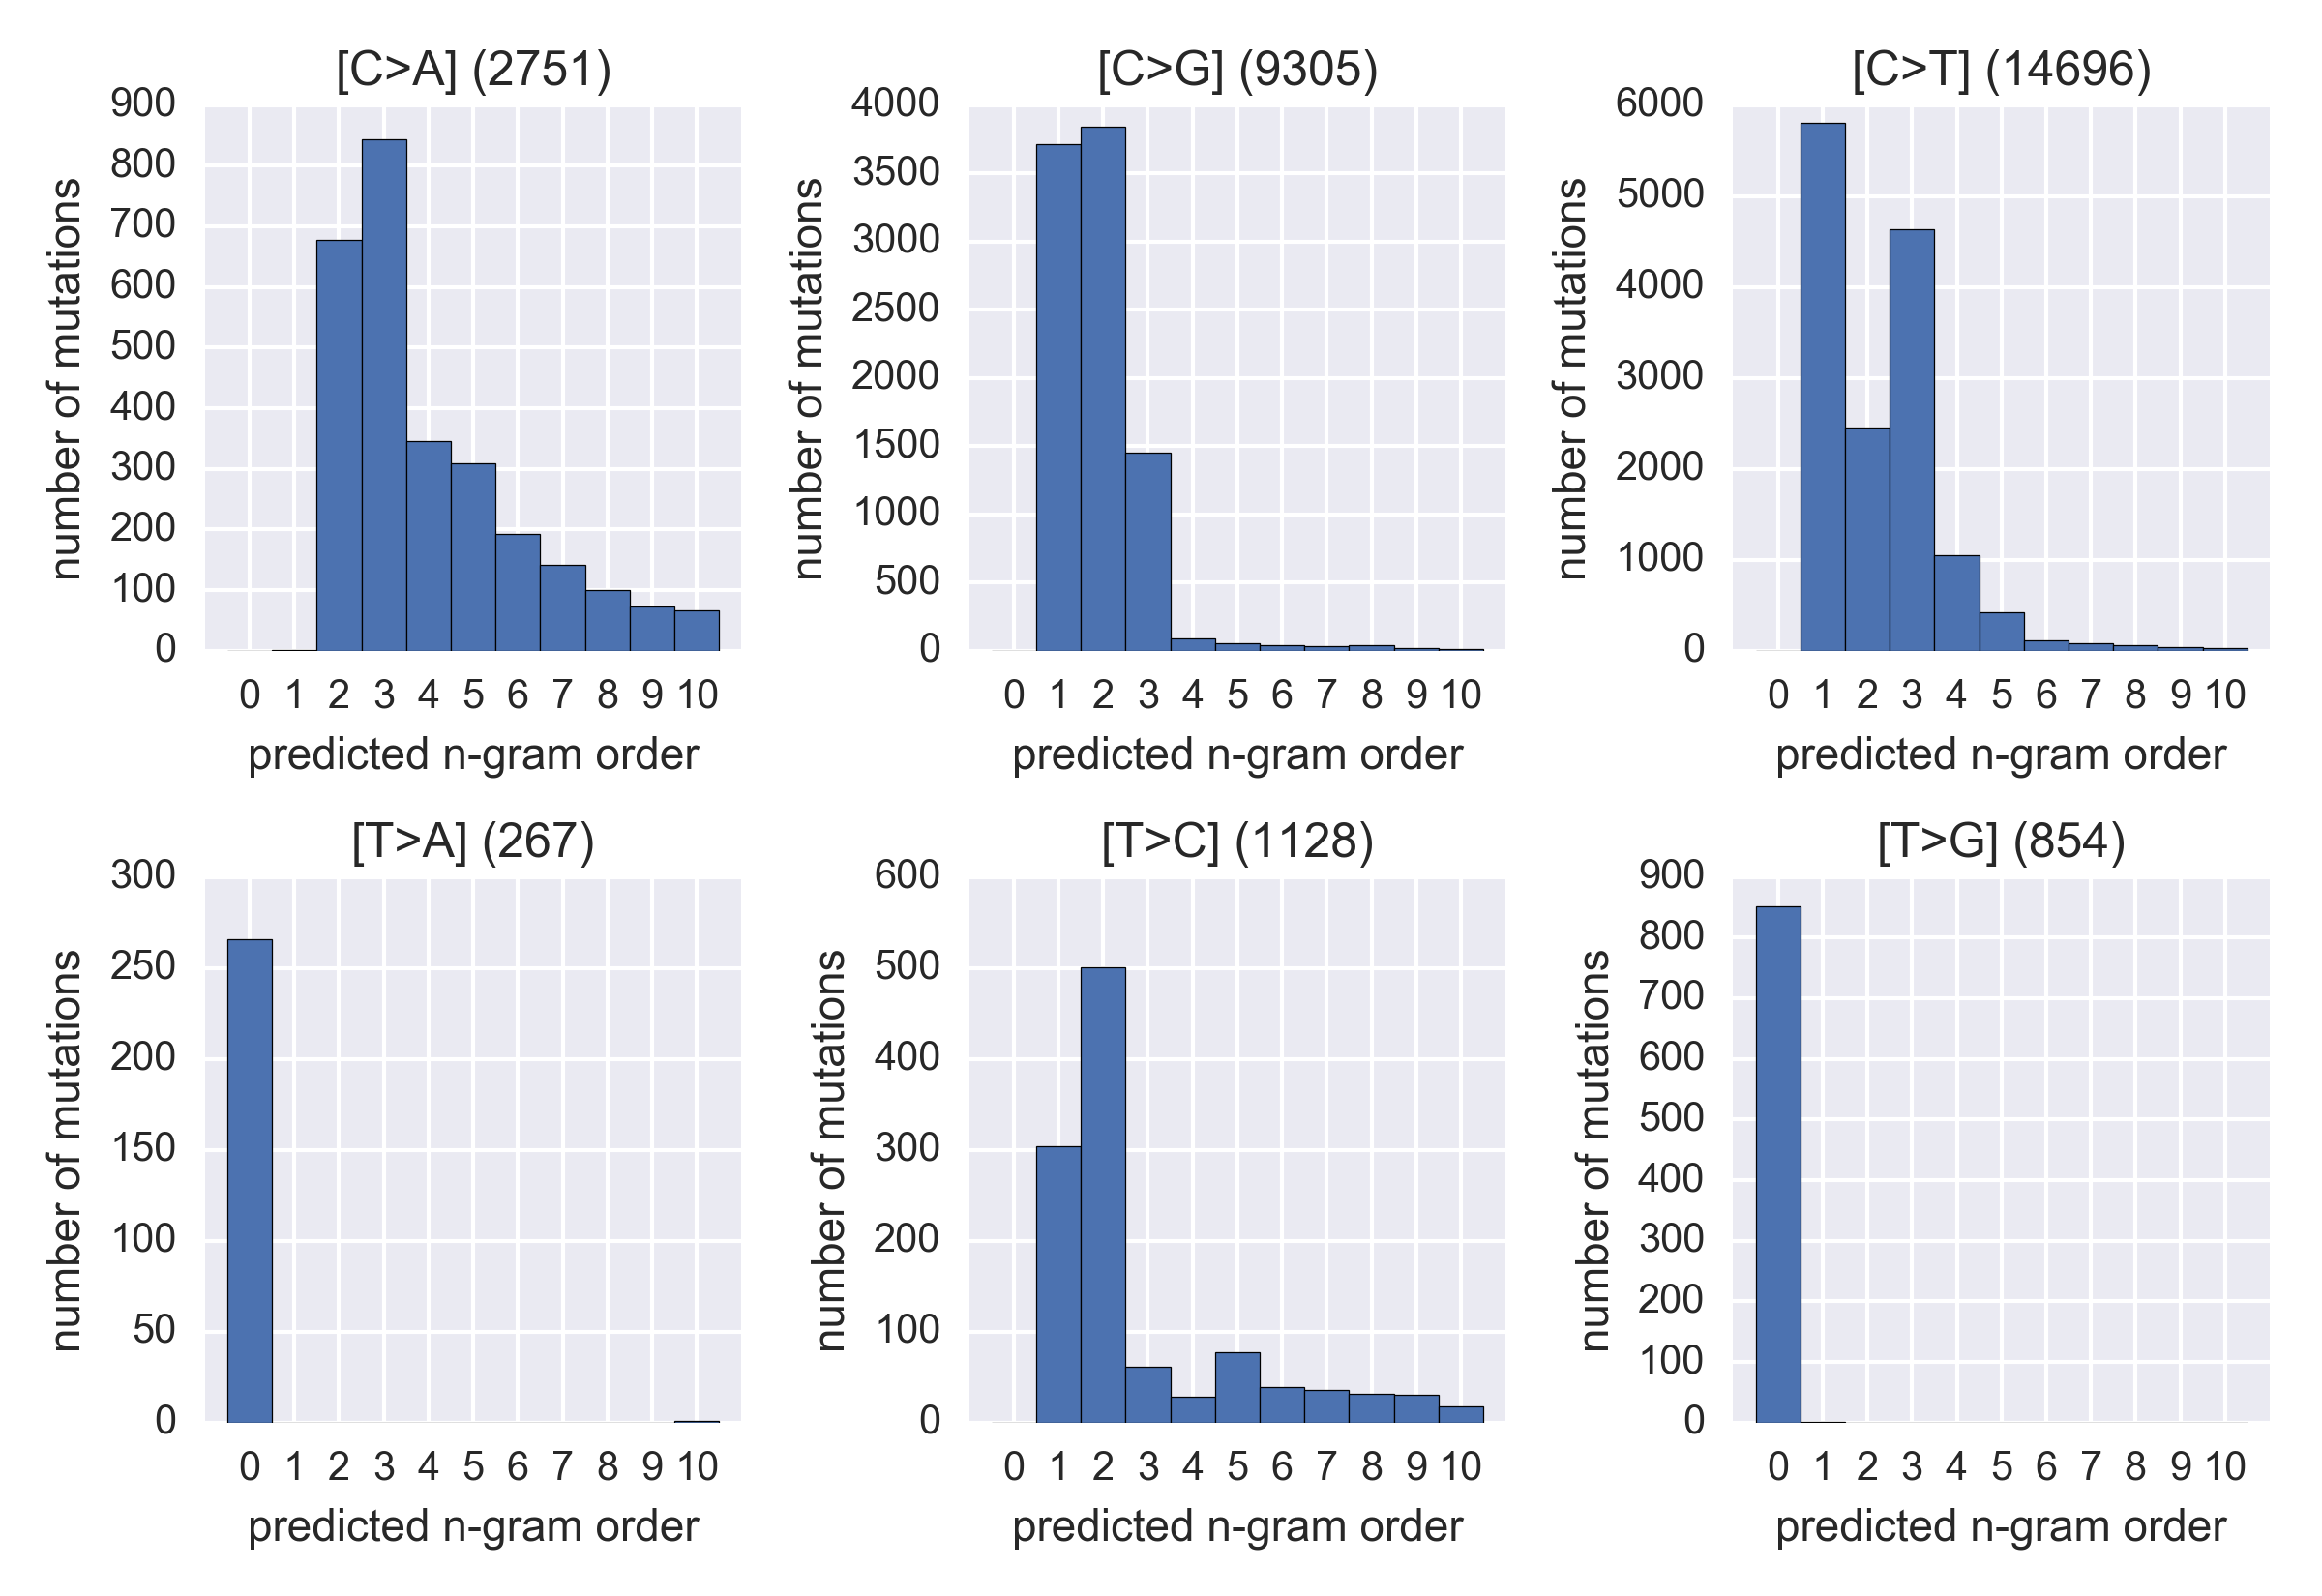 [C>A] (2751)
number of mutations
900
800
700
600
500
400
300
200
100
0
0 1 2 3 4 5 6 7 8 9 10
predicted n-gram order
[C>G] (9305)
number of mutations
4000
3500
3000
2500
2000
1500
1000
500
0
0 1 2 3 4 5 6 7 8 9 10
predicted n-gram order
[C>T] (14696)
number of mutations
6000
5000
4000
3000
2000
1000
0
0 1 2 3 4 5 6 7 8 9 10
predicted n-gram order
[T>A] (267)
number of mutations
300
250
200
150
100
50
0
0 1 2 3 4 5 6 7 8 9 10
predicted n-gram order
[T>C] (1128)
number of mutations
600
500
400
300
200
100
0
0 1 2 3 4 5 6 7 8 9 10
predicted n-gram order
[T>G] (854)
number of mutations
900
800
700
600
500
400
300
200
100
0
0 1 2 3 4 5 6 7 8 9 10
predicted n-gram order